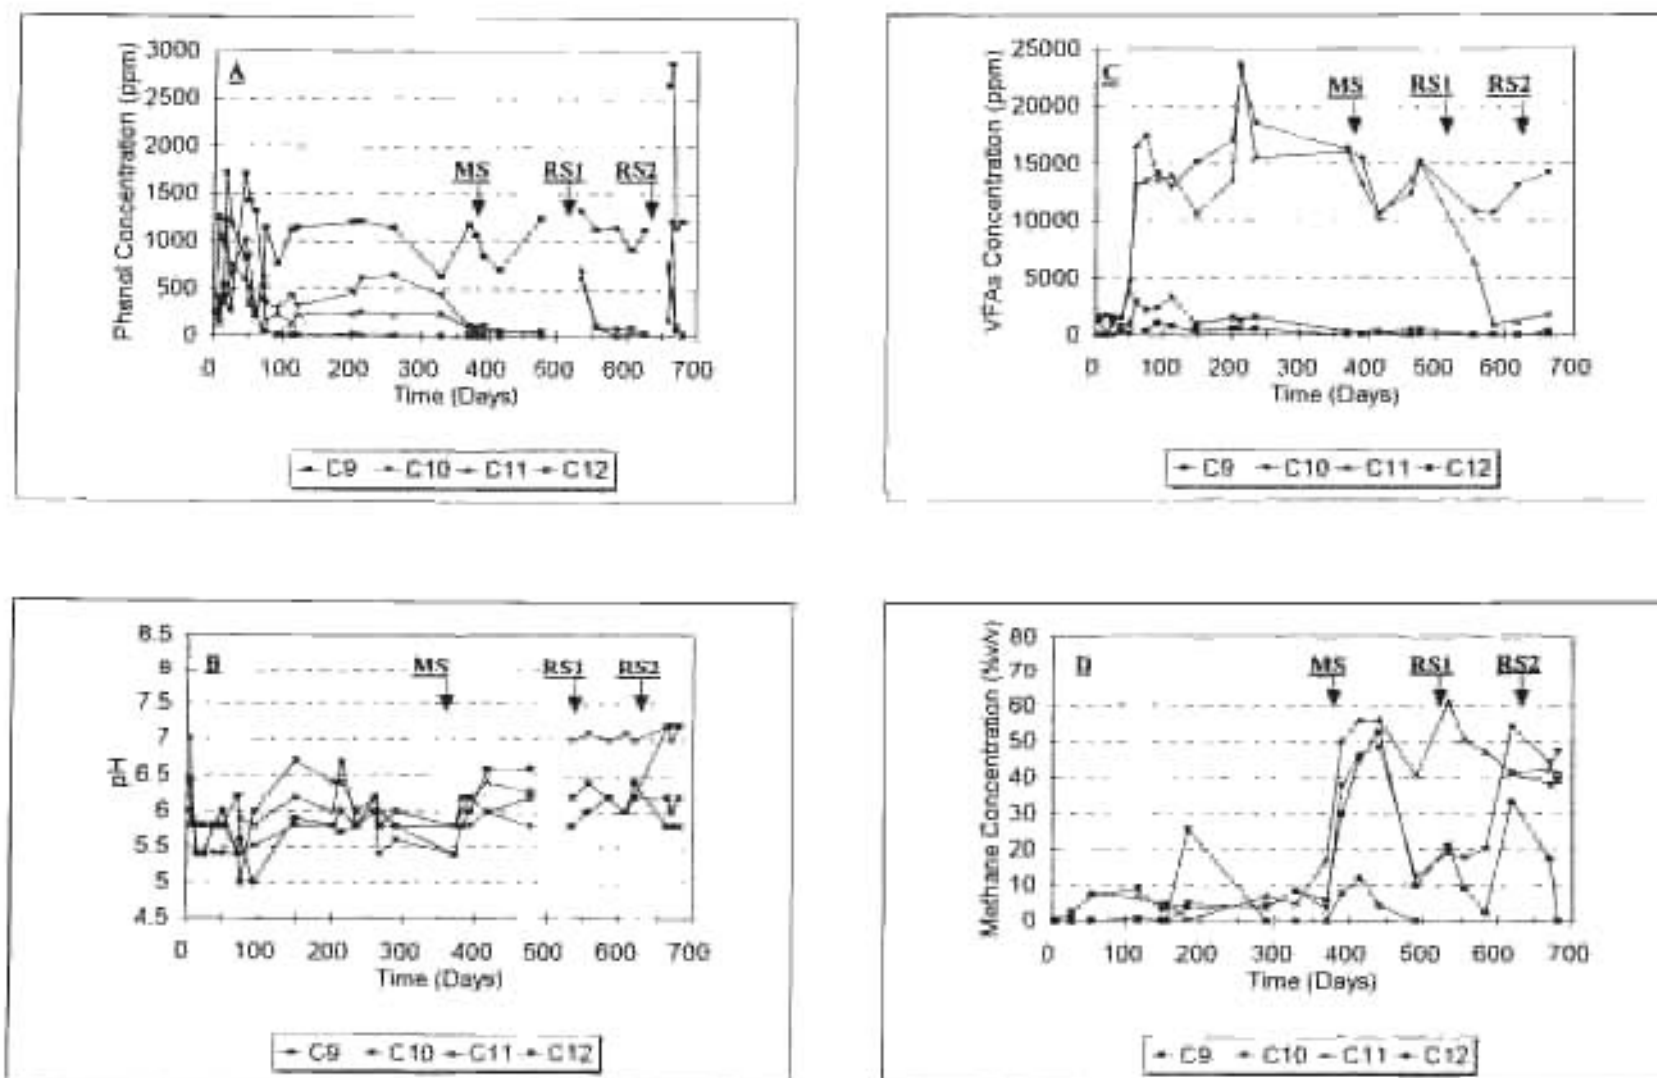 A
Phenol Concentration (ppm)
3000
2500
2000
1500
1000
500
0
MS RS1 RS2
0 100 200 300 400 500 600 700
Time (Days)
C9 C10 C11 C12
C
VFAs Concentration (ppm)
25000
20000
15000
10000
5000
0
MS RS1 RS2
0 100 200 300 400 500 600 700
Time (Days)
C9 C10 C11 C12
B
pH
8.5
8
7.5
7
6.5
6
5.5
5
4.5
MS RS1 RS2
0 100 200 300 400 500 600 700
Time (Days)
C9 C10 C11 C12
D
Methane Concentration (%v/v)
80
70
60
50
40
30
20
10
0
MS RS1 RS2
0 100 200 300 400 500 600 700
Time (Days)
C9 C10 C11 C12